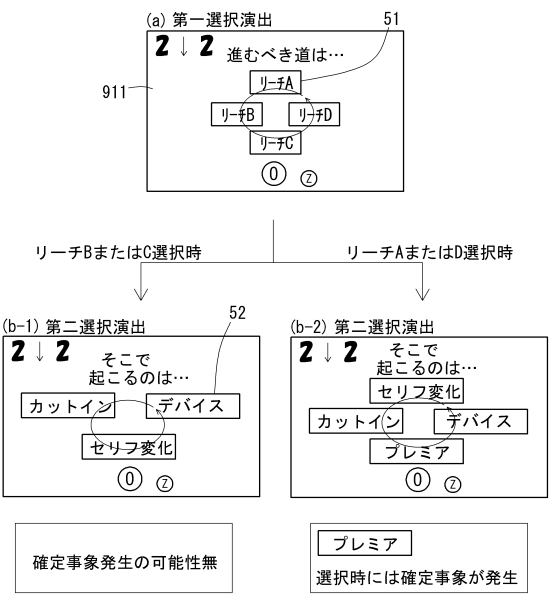 (a) 第一選択演出
51
2 ↓ 2
進むべき道は…
911
リーチA
リーチB
リーチD
リーチC
0
Z
リーチBまたはC選択時
リーチAまたはD選択時
(b-1) 第二選択演出
52
2 ↓ 2
そこで
起こるのは…
カットイン
デバイス
セリフ変化
0
Z
(b-2) 第二選択演出
2 ↓ 2
そこで
起こるのは…
セリフ変化
カットイン
デバイス
プレミア
0
Z
確定事象発生の可能性無
プレミア
選択時には確定事象が発生